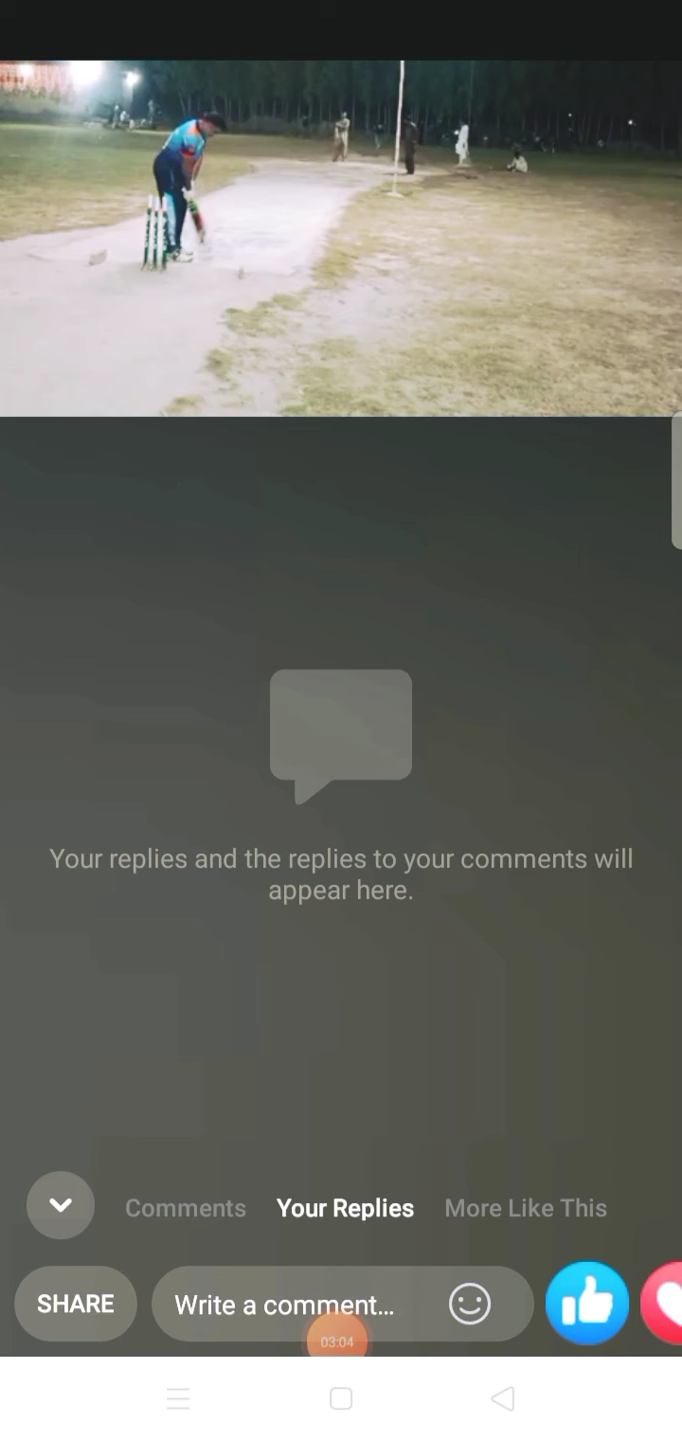 Your replies and the replies to your comments will
appear here.
Comments Your Replies More Like This
SHARE Write a comment...
03:04